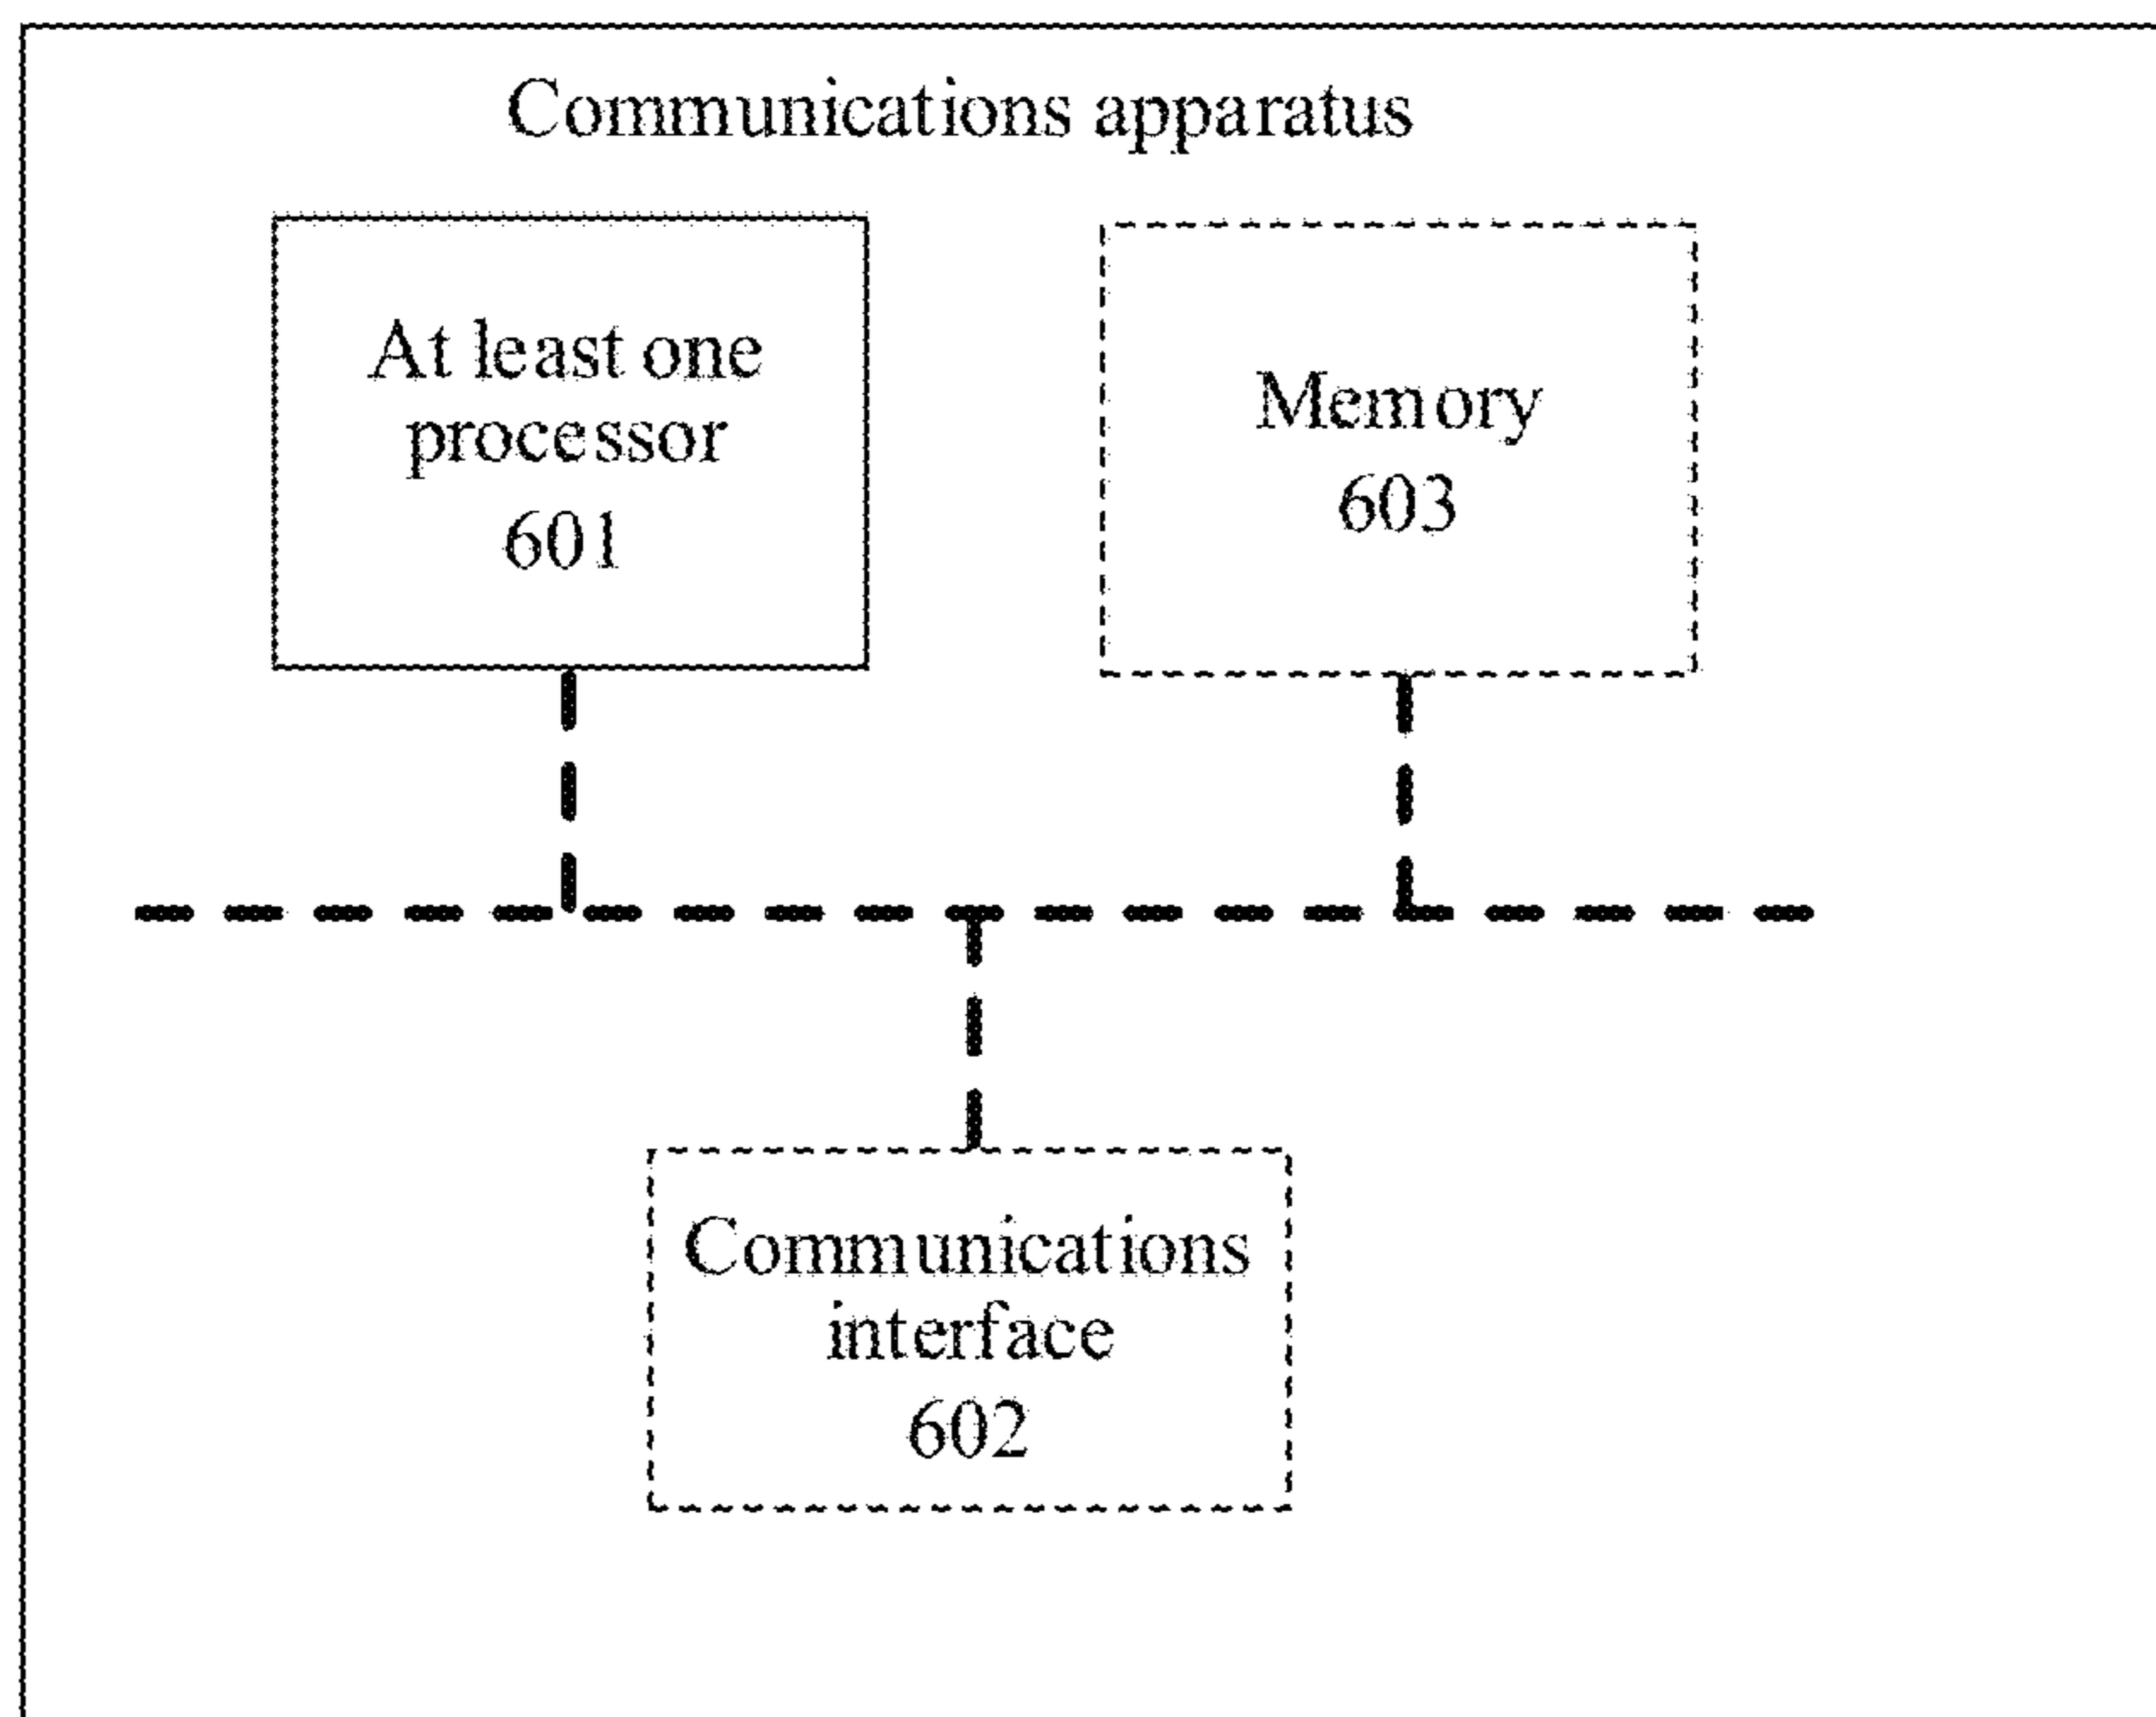 Communications apparatus
At least one
processor
601
Memory
603
Communications
interface
602